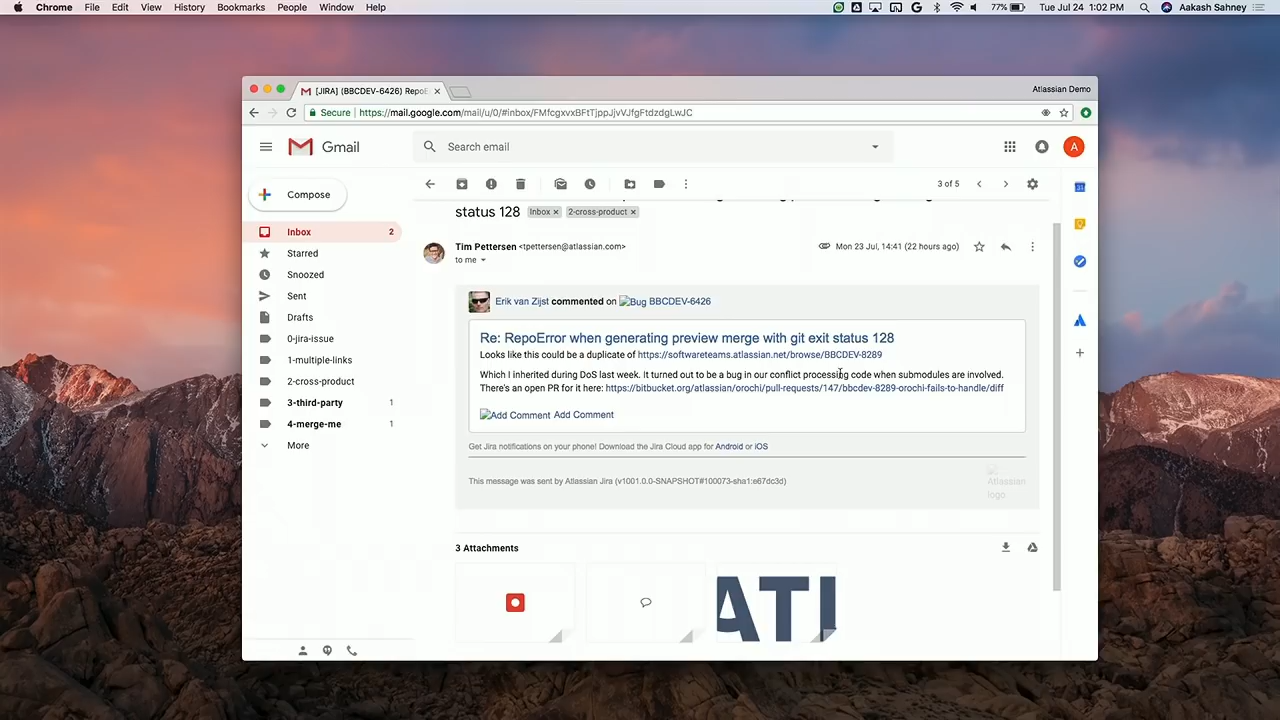 Chrome File Edit View History Bookmarks People Window Help
77% Tue Jul 24 1:02 PM Aakash Sahney
[JIRA] (BBCDEV-6426) RepoE
Atlassian Demo
Secure https://mail.google.com/mail/u/0/#inbox/FMfcgxvxBFtTjppJjvVJfgFtdzdgLwJC
Gmail
Search email
A
Compose
3 of 5
Inbox 2
Starred
Snoozed
Sent
Drafts
0-jira-issue
1-multiple-links
2-cross-product
3-third-party 1
4-merge-me 1
More
status 128 Inbox x 2-cross-product x
Tim Pettersen <tpettersen@atlassian.com>
Mon 23 Jul, 14:41 (22 hours ago)
to me
Erik van Zijst commented on Bug BBCDEV-6426
Re: RepoError when generating preview merge with git exit status 128
Looks like this could be a duplicate of https://softwareteams.atlassian.net/browse/BBCDEV-8289
Which I inherited during DoS last week. It turned out to be a bug in our conflict processing code when submodules are involved.
There's an open PR for it here: https://bitbucket.org/atlassian/orochi/pull-requests/147/bbcdev-8289-orochi-fails-to-handle/diff
Add Comment Add Comment
Get Jira notifications on your phone! Download the Jira Cloud app for Android or iOS
This message was sent by Atlassian Jira (v1001.0.0-SNAPSHOT#100073-sha1:e67dc3d)
Atlassian
logo
3 Attachments
ATL